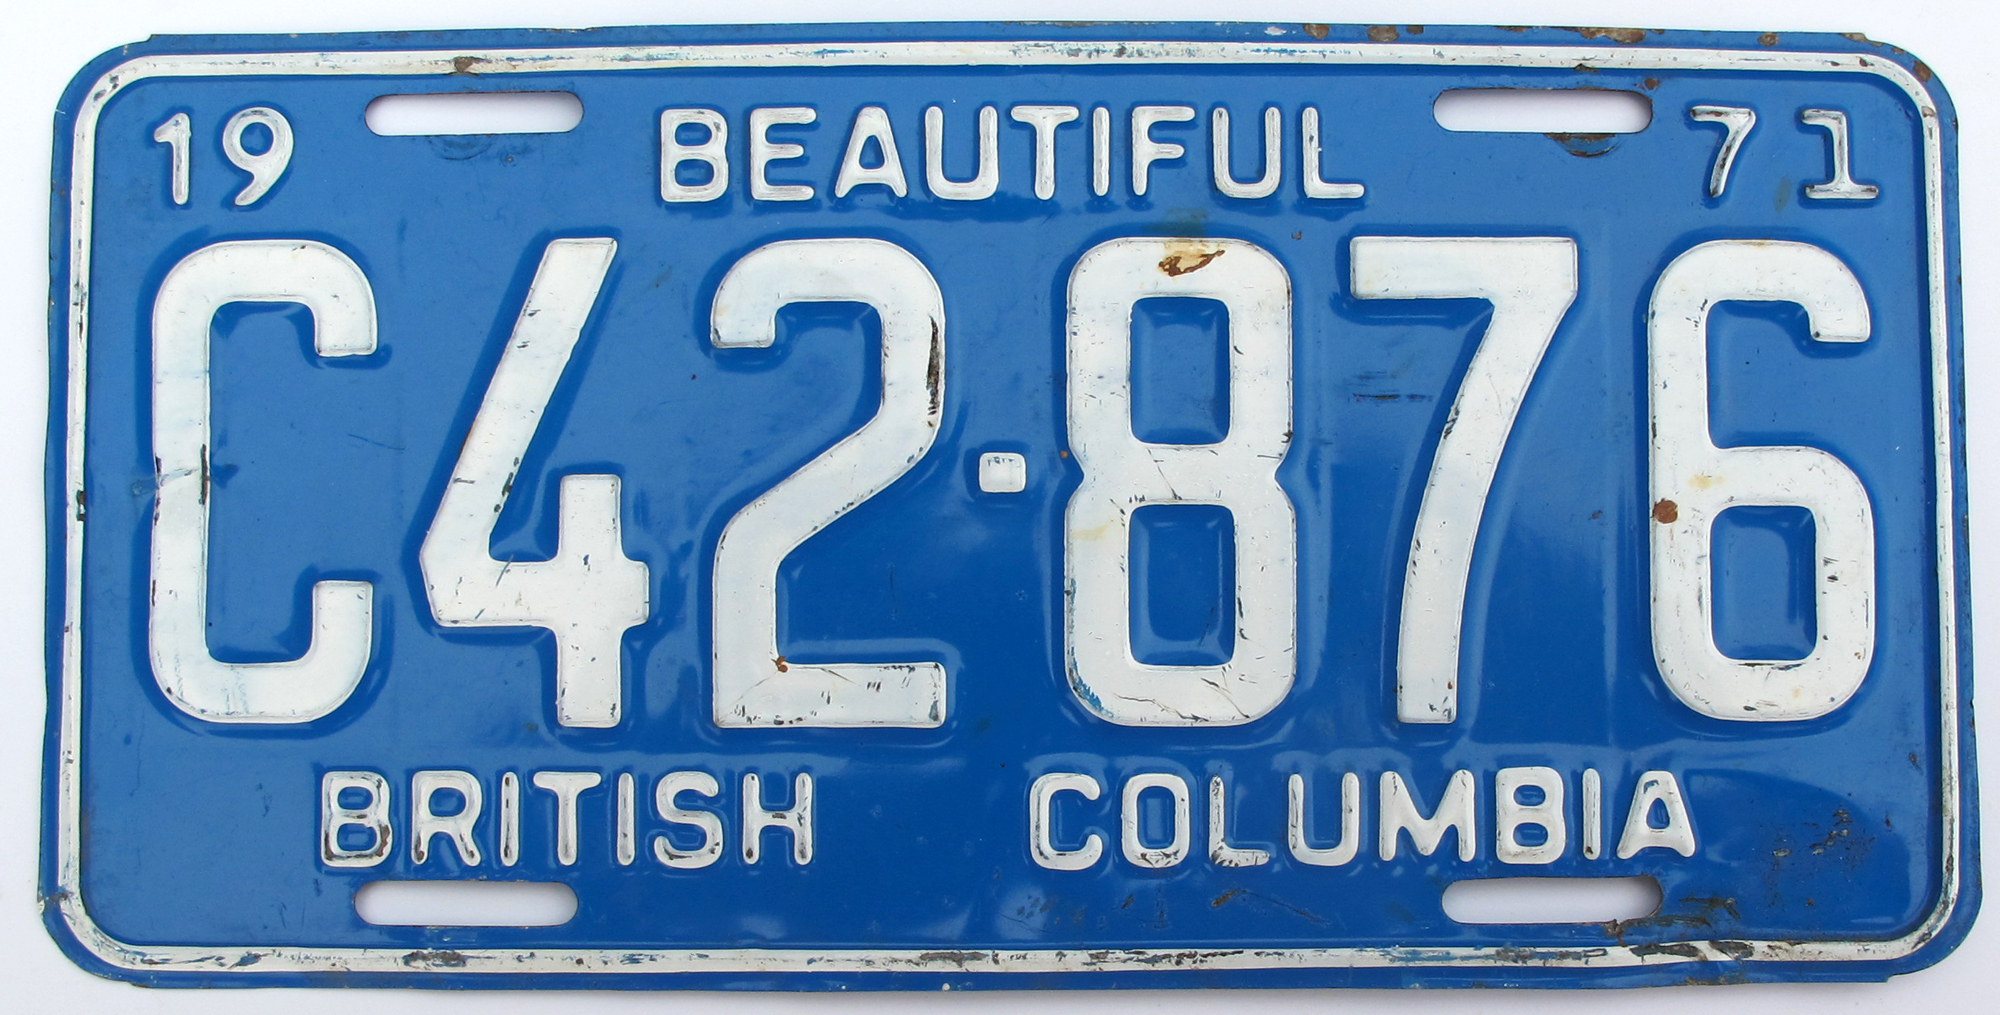 19 BEAUTIFUL 71
C42·876
BRITISH COLUMBIA